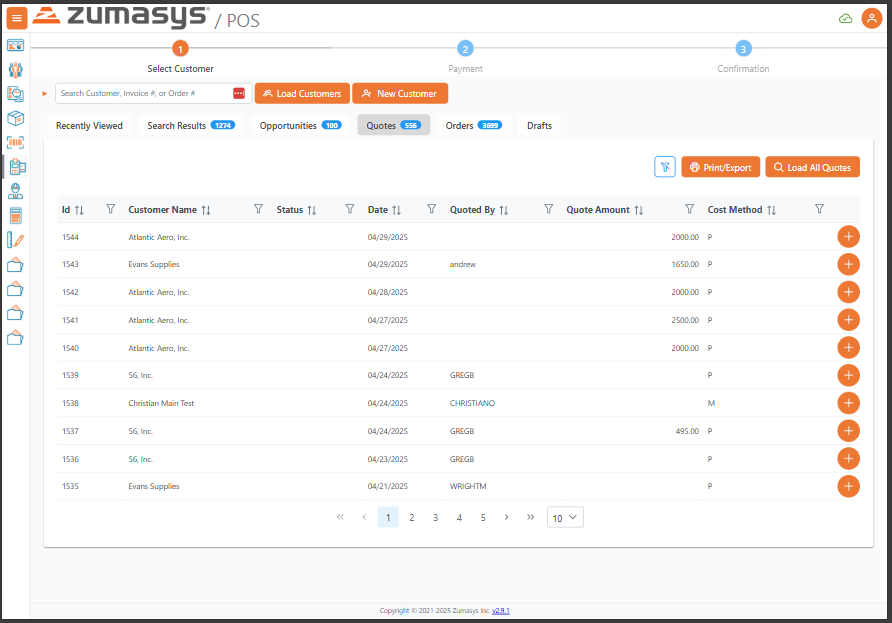 zumasys / POS
1 2 3
Select Customer Payment Confirmation
Search Customer, Invoice #, or Order # Load Customers New Customer
Recently Viewed Search Results 1274 Opportunities 100 Quotes 556 Orders 3699 Drafts
Print/Export Load All Quotes
Id Customer Name Status Date Quoted By Quote Amount Cost Method
1544 Atlantic Aero, Inc. 04/29/2025 2000.00 P
1543 Evans Supplies 04/29/2025 andrew 1650.00 P
1542 Atlantic Aero, Inc. 04/28/2025 2000.00 P
1541 Atlantic Aero, Inc. 04/27/2025 2500.00 P
1540 Atlantic Aero, Inc. 04/27/2025 2000.00 P
1539 S6, Inc. 04/24/2025 GREGB P
1538 Christian Main Test 04/24/2025 CHRISTIANO M
1537 S6, Inc. 04/24/2025 GREGB 495.00 P
1536 S6, Inc. 04/23/2025 GREGB P
1535 Evans Supplies 04/21/2025 WRIGHTM P
« ‹ 1 2 3 4 5 › » 10
Copyright © 2021-2025 Zumasys Inc. v2.9.1